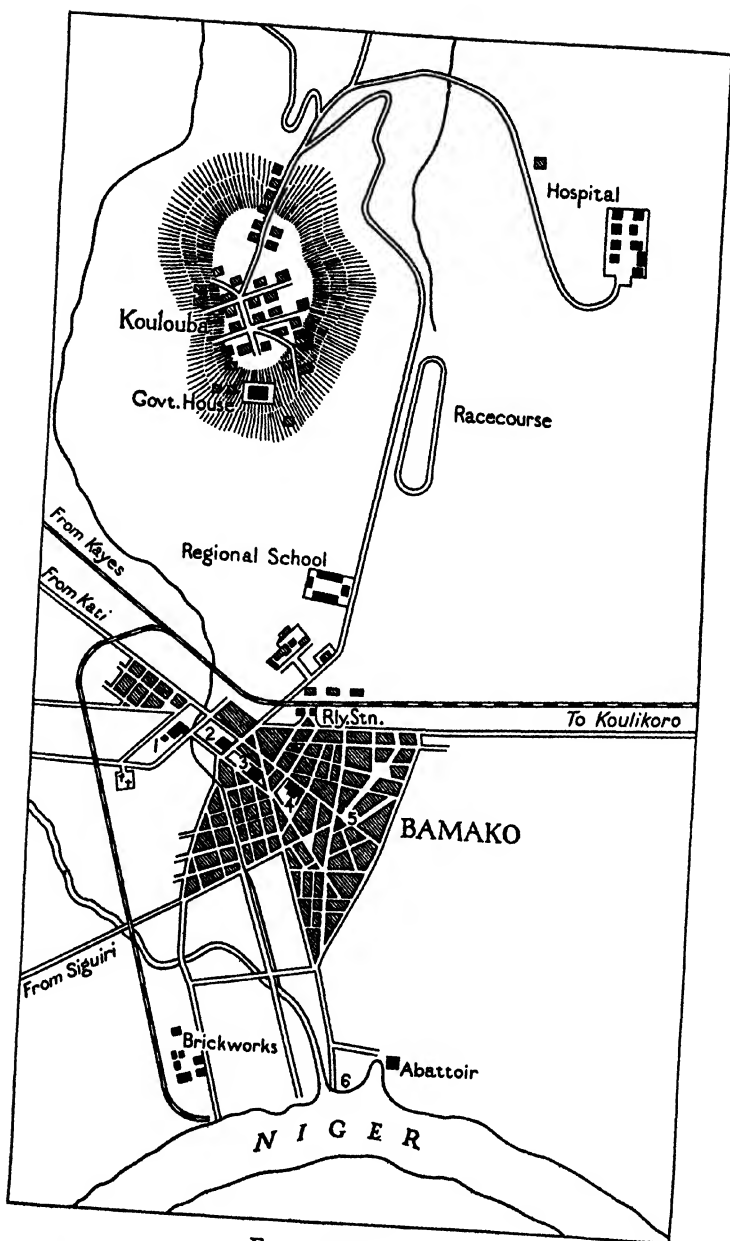 Hospital
Koulouba
Govt. House
Racecourse
From Kayes
Regional School
From Kati
Rly. Stn.
To Koulikoro
1
2
3
4
5
BAMAKO
From Siguiri
Brickworks
6
Abattoir
NIGER